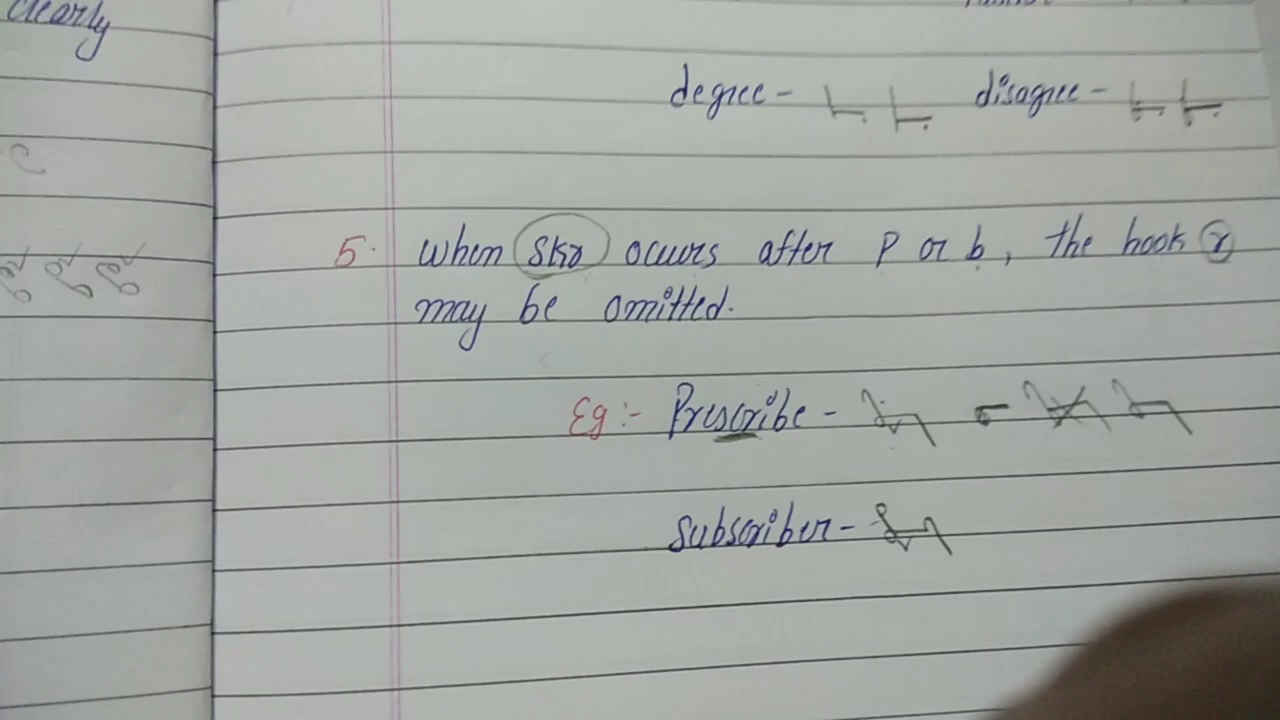 clearly
degree - disagree -
5. When Skr occurs after P or b, the hook r
may be omitted.
Eg :- Prescribe -
Subscriber -